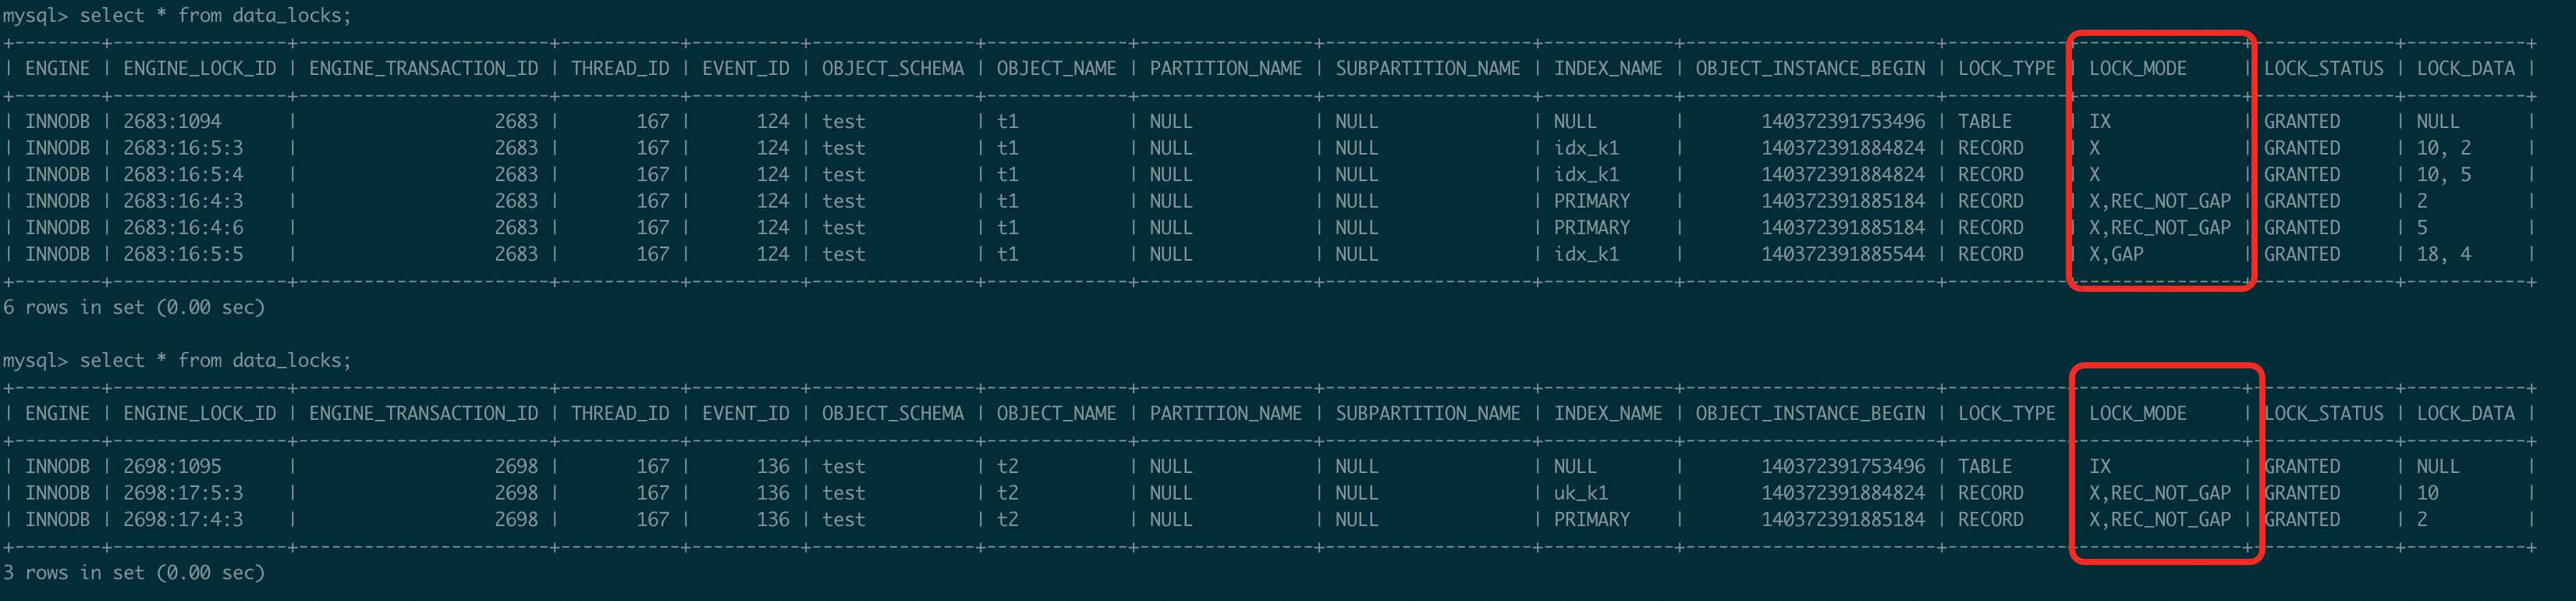 mysql> select * from data_locks;
+--------+---------------+-----------------------+-----------+----------+---------------+-------------+----------------+-------------------+------------+-----------------------+-----------+---------------+-------------+-----------+
| ENGINE | ENGINE_LOCK_ID | ENGINE_TRANSACTION_ID | THREAD_ID | EVENT_ID | OBJECT_SCHEMA | OBJECT_NAME | PARTITION_NAME | SUBPARTITION_NAME | INDEX_NAME | OBJECT_INSTANCE_BEGIN | LOCK_TYPE | LOCK_MODE | LOCK_STATUS | LOCK_DATA |
+--------+---------------+-----------------------+-----------+----------+---------------+-------------+----------------+-------------------+------------+-----------------------+-----------+---------------+-------------+-----------+
| INNODB | 2683:1094 | 2683 | 167 | 124 | test | t1 | NULL | NULL | NULL | 140372391753496 | TABLE | IX | GRANTED | NULL |
| INNODB | 2683:16:5:3 | 2683 | 167 | 124 | test | t1 | NULL | NULL | idx_k1 | 140372391884824 | RECORD | X | GRANTED | 10, 2 |
| INNODB | 2683:16:5:4 | 2683 | 167 | 124 | test | t1 | NULL | NULL | idx_k1 | 140372391884824 | RECORD | X | GRANTED | 10, 5 |
| INNODB | 2683:16:4:3 | 2683 | 167 | 124 | test | t1 | NULL | NULL | PRIMARY | 140372391885184 | RECORD | X,REC_NOT_GAP | GRANTED | 2 |
| INNODB | 2683:16:4:6 | 2683 | 167 | 124 | test | t1 | NULL | NULL | PRIMARY | 140372391885184 | RECORD | X,REC_NOT_GAP | GRANTED | 5 |
| INNODB | 2683:16:5:5 | 2683 | 167 | 124 | test | t1 | NULL | NULL | idx_k1 | 140372391885544 | RECORD | X,GAP | GRANTED | 18, 4 |
+--------+---------------+-----------------------+-----------+----------+---------------+-------------+----------------+-------------------+------------+-----------------------+-----------+---------------+-------------+-----------+
6 rows in set (0.00 sec)
mysql> select * from data_locks;
+--------+---------------+-----------------------+-----------+----------+---------------+-------------+----------------+-------------------+------------+-----------------------+-----------+---------------+-------------+-----------+
| ENGINE | ENGINE_LOCK_ID | ENGINE_TRANSACTION_ID | THREAD_ID | EVENT_ID | OBJECT_SCHEMA | OBJECT_NAME | PARTITION_NAME | SUBPARTITION_NAME | INDEX_NAME | OBJECT_INSTANCE_BEGIN | LOCK_TYPE | LOCK_MODE | LOCK_STATUS | LOCK_DATA |
+--------+---------------+-----------------------+-----------+----------+---------------+-------------+----------------+-------------------+------------+-----------------------+-----------+---------------+-------------+-----------+
| INNODB | 2698:1095 | 2698 | 167 | 136 | test | t2 | NULL | NULL | NULL | 140372391753496 | TABLE | IX | GRANTED | NULL |
| INNODB | 2698:17:5:3 | 2698 | 167 | 136 | test | t2 | NULL | NULL | uk_k1 | 140372391884824 | RECORD | X,REC_NOT_GAP | GRANTED | 10 |
| INNODB | 2698:17:4:3 | 2698 | 167 | 136 | test | t2 | NULL | NULL | PRIMARY | 140372391885184 | RECORD | X,REC_NOT_GAP | GRANTED | 2 |
+--------+---------------+-----------------------+-----------+----------+---------------+-------------+----------------+-------------------+------------+-----------------------+-----------+---------------+-------------+-----------+
3 rows in set (0.00 sec)